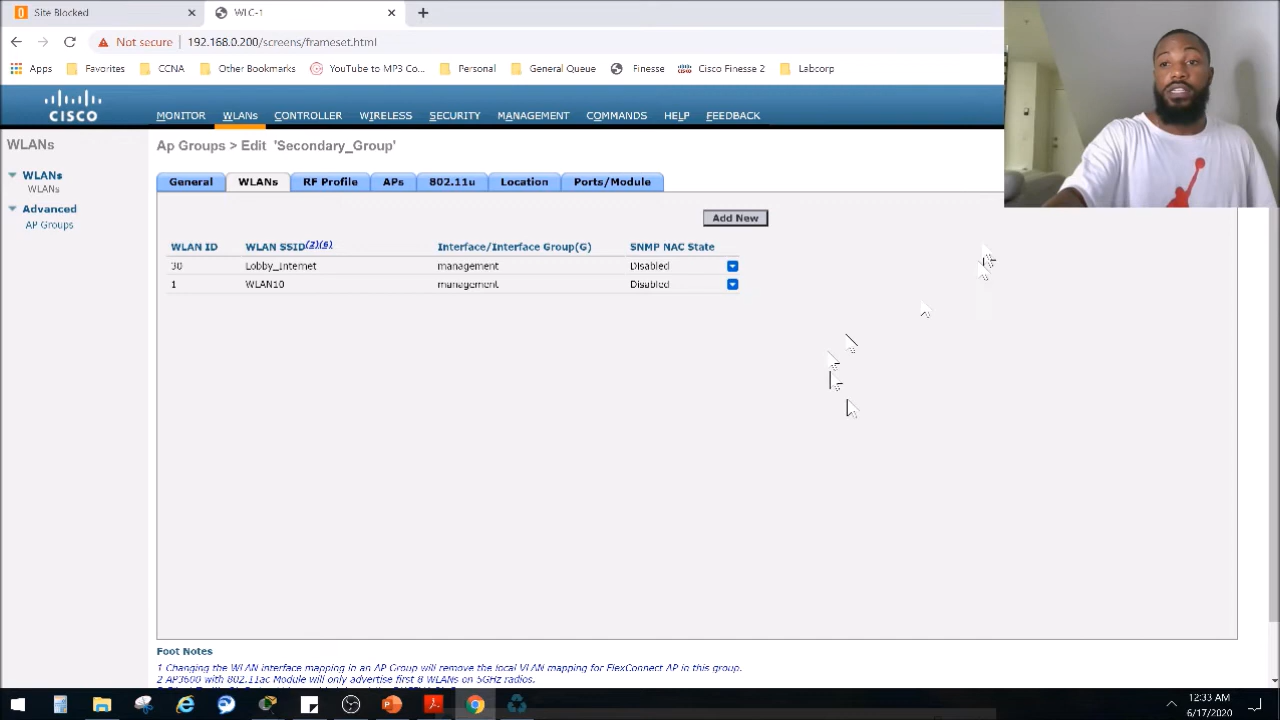 Site Blocked
WLC-1
Not secure
192.168.0.200/screens/frameset.html
Apps
Favorites
CCNA
Other Bookmarks
YouTube to MP3 Co...
Personal
General Queue
Finesse
Cisco Finesse 2
Labcorp
CISCO
MONITOR
WLANs
CONTROLLER
WIRELESS
SECURITY
MANAGEMENT
COMMANDS
HELP
FEEDBACK
WLANs
WLANs
WLANs
Advanced
AP Groups
Ap Groups > Edit 'Secondary_Group'
General
WLANs
RF Profile
APs
802.11u
Location
Ports/Module
Add New
WLAN ID WLAN SSID(2)(6) Interface/Interface Group(G) SNMP NAC State
30 Lobby_Internet management Disabled
1 WLAN10 management Disabled
Foot Notes
1 Changing the WLAN interface mapping in an AP Group will remove the local VLAN mapping for FlexConnect AP in this group.
2 AP3600 with 802.11ac Module will only advertise first 8 WLANs on 5GHz radios.
12:33 AM
6/17/2020